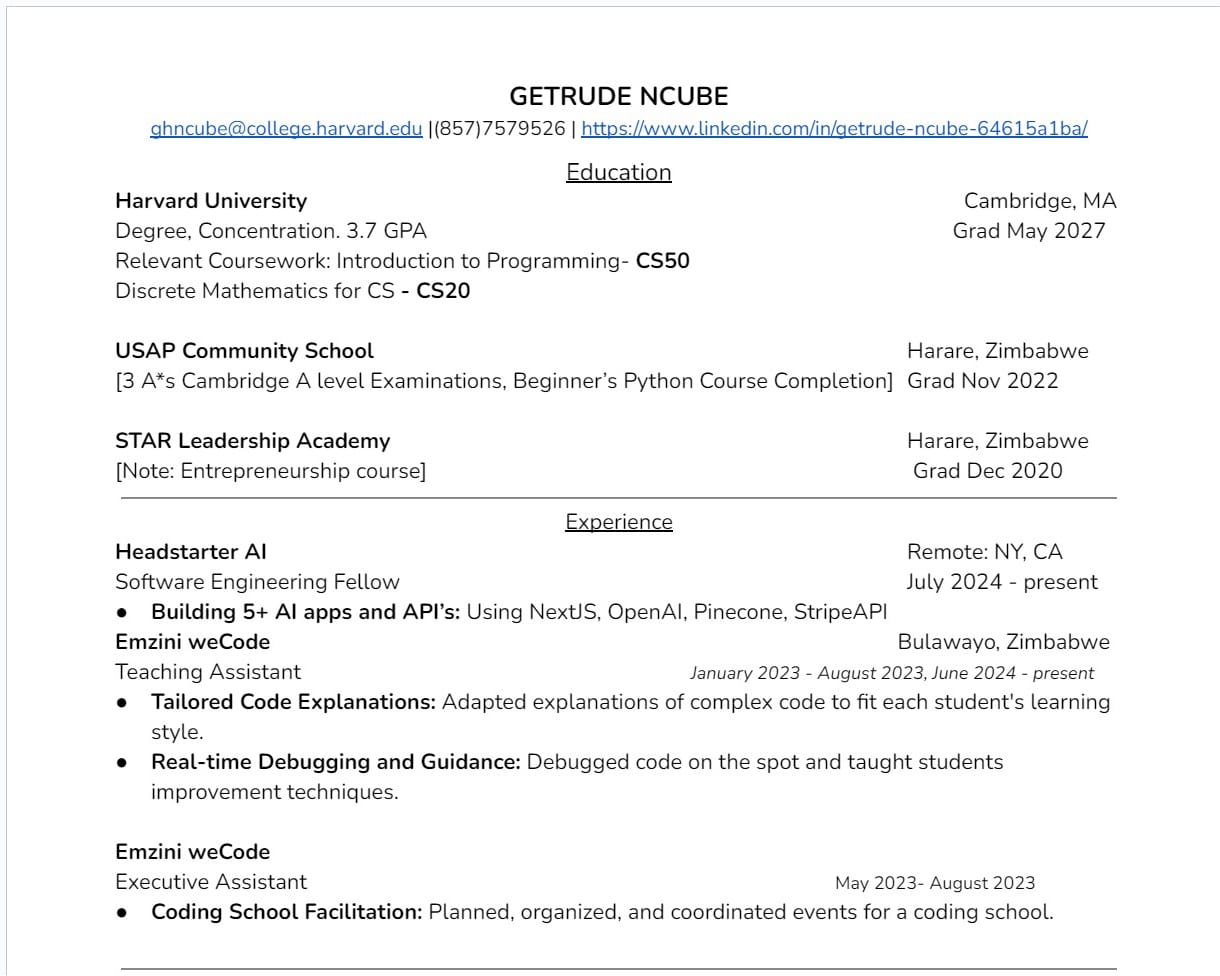 GETRUDE NCUBE
ghncube@college.harvard.edu |(857)7579526 | https://www.linkedin.com/in/getrude-ncube-64615a1ba/
Education
Harvard University Cambridge, MA
Degree, Concentration. 3.7 GPA Grad May 2027
Relevant Coursework: Introduction to Programming- CS50
Discrete Mathematics for CS - CS20
USAP Community School Harare, Zimbabwe
[3 A*s Cambridge A level Examinations, Beginner’s Python Course Completion] Grad Nov 2022
STAR Leadership Academy Harare, Zimbabwe
[Note: Entrepreneurship course] Grad Dec 2020
Experience
Headstarter AI Remote: NY, CA
Software Engineering Fellow July 2024 - present
● Building 5+ AI apps and API’s: Using NextJS, OpenAI, Pinecone, StripeAPI
Emzini weCode Bulawayo, Zimbabwe
Teaching Assistant January 2023 - August 2023, June 2024 - present
● Tailored Code Explanations: Adapted explanations of complex code to fit each student's learning
style.
● Real-time Debugging and Guidance: Debugged code on the spot and taught students
improvement techniques.
Emzini weCode
Executive Assistant May 2023- August 2023
● Coding School Facilitation: Planned, organized, and coordinated events for a coding school.